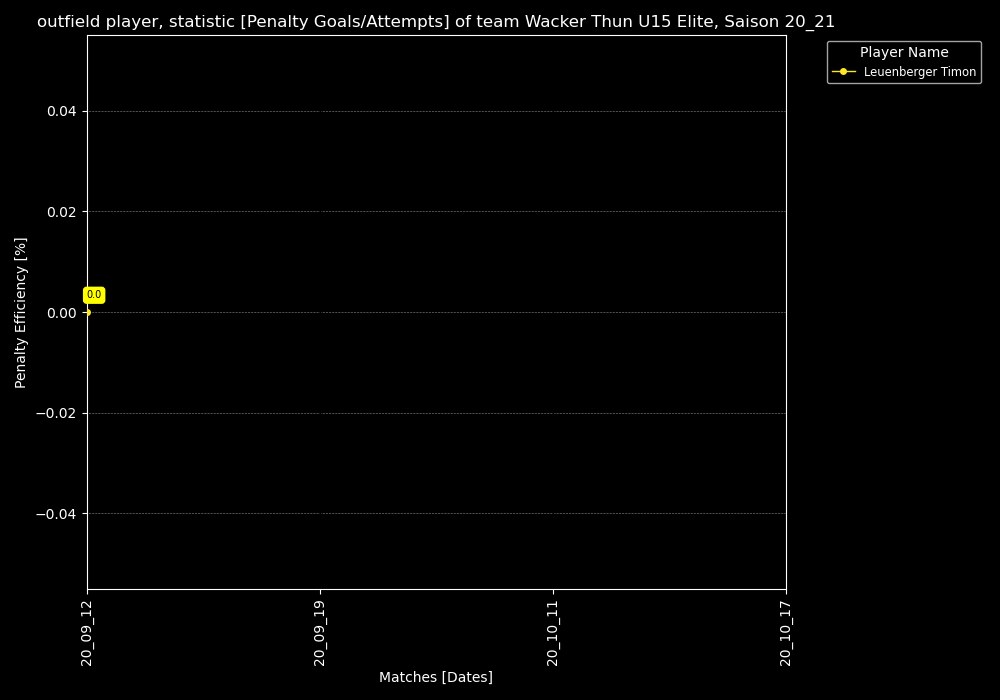 outfield player, statistic [Penalty Goals/Attempts] of team Wacker Thun U15 Elite, Saison 20_21
Player Name
Leuenberger Timon
Penalty Efficiency [%]
0.04
0.02
0.00
−0.02
−0.04
0.0
20_09_12
20_09_19
20_10_11
20_10_17
Matches [Dates]